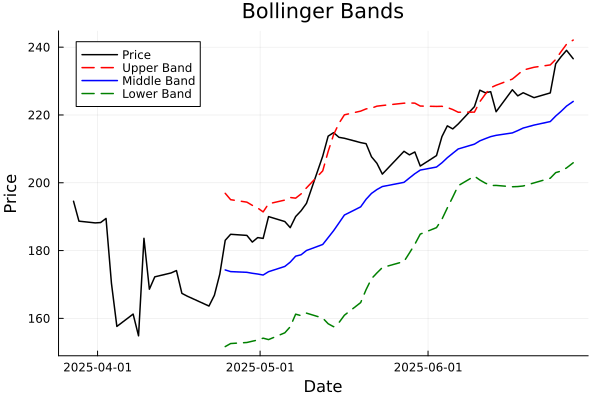 Bollinger Bands
Price
Upper Band
Middle Band
Lower Band
240
220
200
180
160
Price
2025-04-01
2025-05-01
2025-06-01
Date